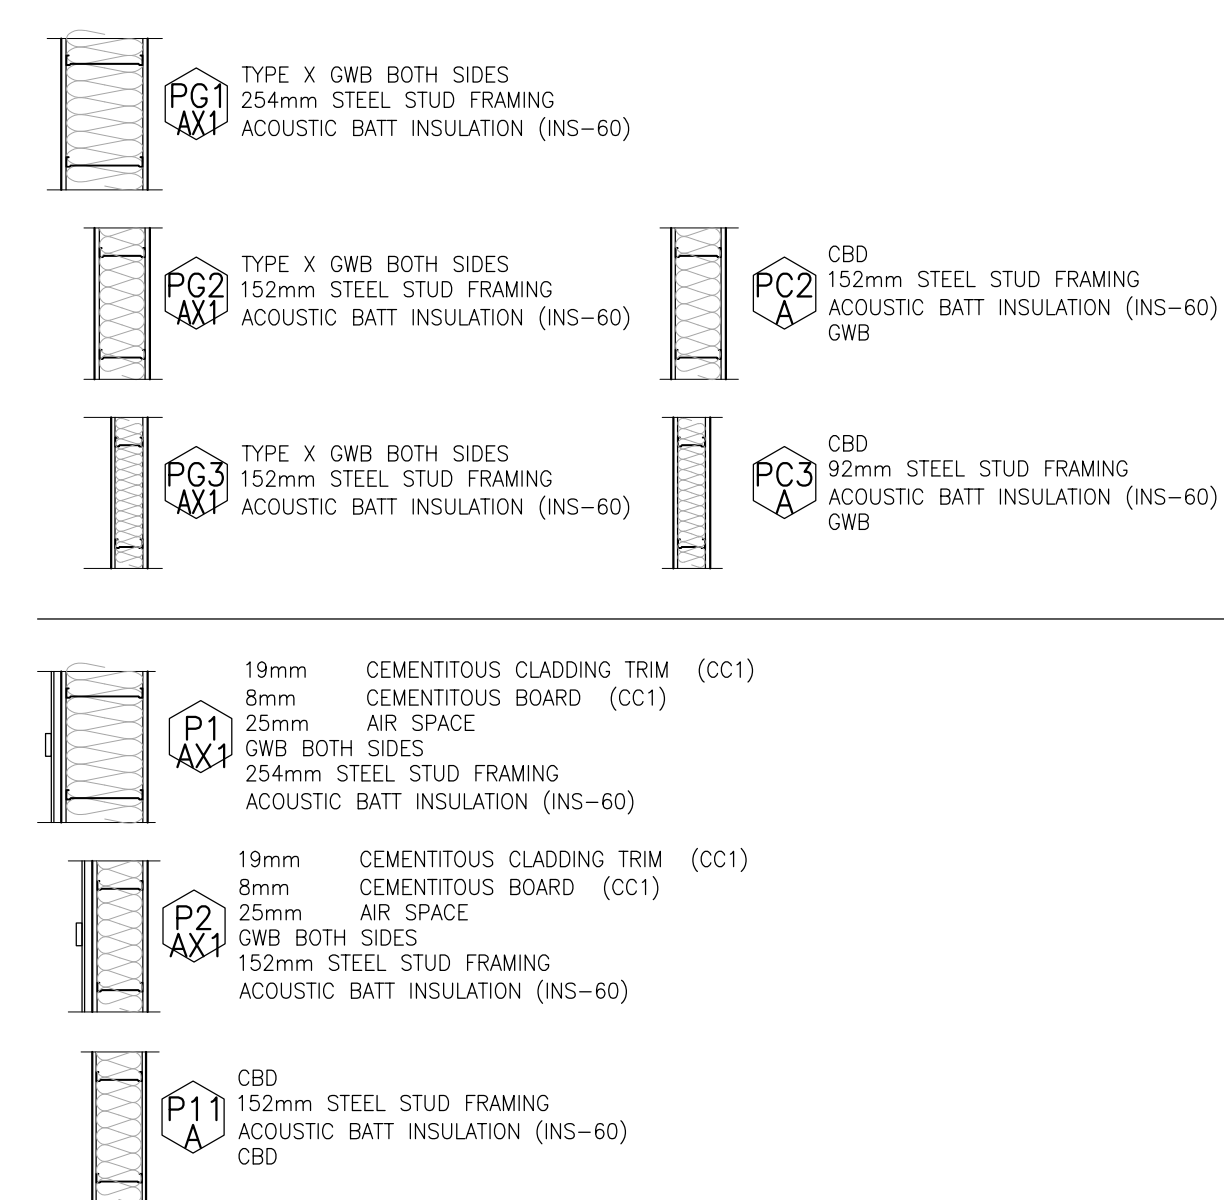 PG1
AX1
TYPE X GWB BOTH SIDES
254mm STEEL STUD FRAMING
ACOUSTIC BATT INSULATION (INS-60)
PG2
AX1
TYPE X GWB BOTH SIDES
152mm STEEL STUD FRAMING
ACOUSTIC BATT INSULATION (INS-60)
PC2
A
CBD
152mm STEEL STUD FRAMING
ACOUSTIC BATT INSULATION (INS-60)
GWB
PG3
AX1
TYPE X GWB BOTH SIDES
152mm STEEL STUD FRAMING
ACOUSTIC BATT INSULATION (INS-60)
PC3
A
CBD
92mm STEEL STUD FRAMING
ACOUSTIC BATT INSULATION (INS-60)
GWB
P1
AX1
19mm CEMENTITOUS CLADDING TRIM (CC1)
8mm CEMENTITOUS BOARD (CC1)
25mm AIR SPACE
GWB BOTH SIDES
254mm STEEL STUD FRAMING
ACOUSTIC BATT INSULATION (INS-60)
P2
AX1
19mm CEMENTITOUS CLADDING TRIM (CC1)
8mm CEMENTITOUS BOARD (CC1)
25mm AIR SPACE
GWB BOTH SIDES
152mm STEEL STUD FRAMING
ACOUSTIC BATT INSULATION (INS-60)
P11
A
CBD
152mm STEEL STUD FRAMING
ACOUSTIC BATT INSULATION (INS-60)
CBD